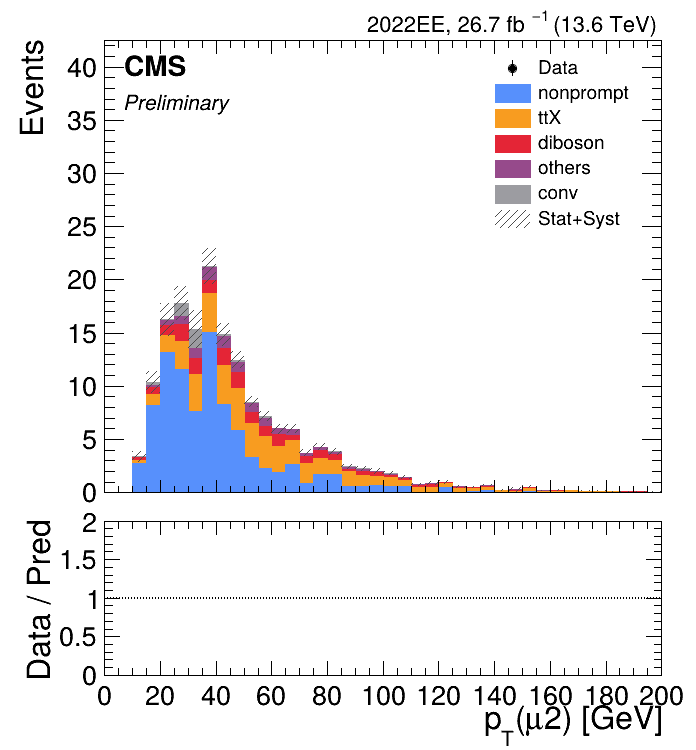 2022EE, 26.7 fb⁻¹ (13.6 TeV)
CMS
Preliminary
Events
40
35
30
25
20
15
10
5
0
Data
nonprompt
ttX
diboson
others
conv
Stat+Syst
Data / Pred
2
1.5
1
0.5
0
0 20 40 60 80 100 120 140 160 180 200
p_T(μ2) [GeV]